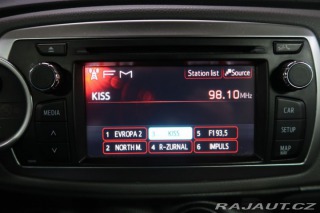 FM
Station list
Source
KISS
98.10 MHz
MEDIA
CAR
SETUP
MAP
1 EVROPA 2
3 KISS
5 F1 93,5
2 NORTH M.
4 R-ZURNAL
6 IMPULS
RAJAUT.CZ